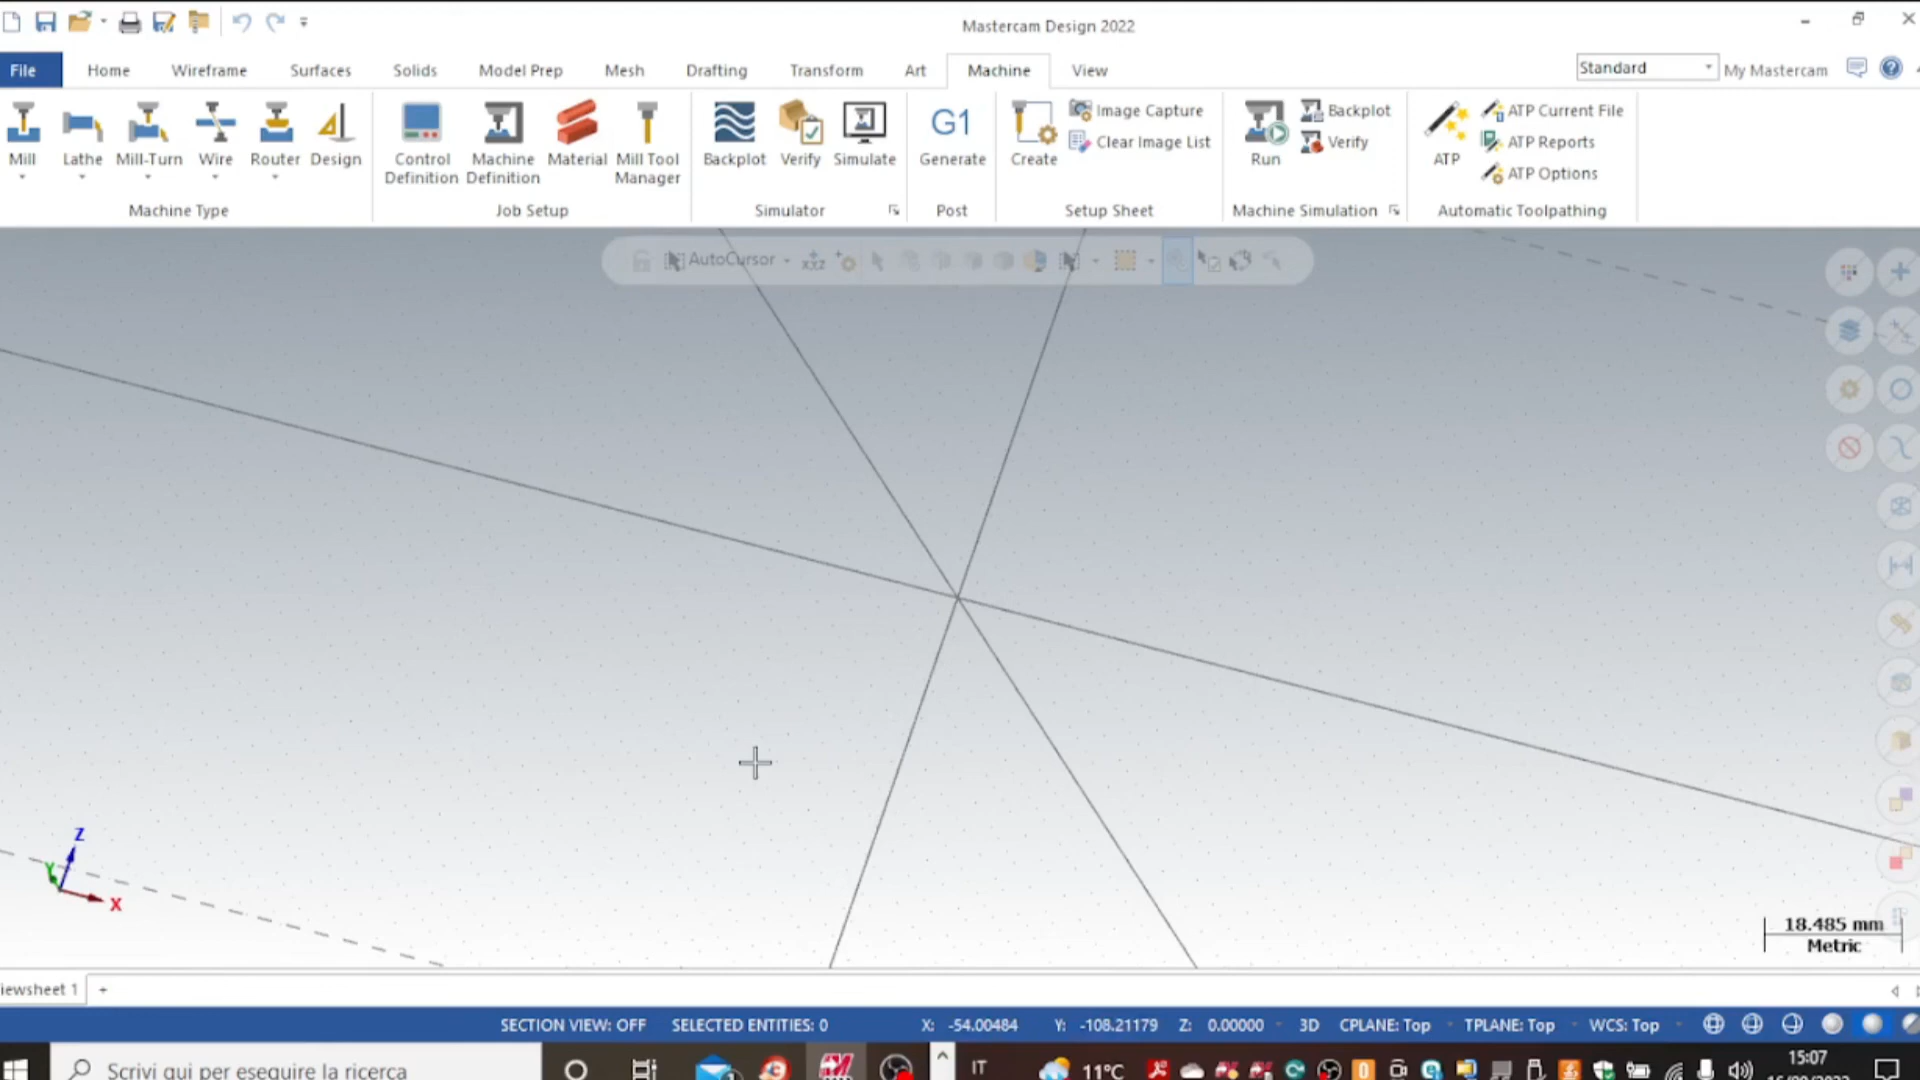 Mastercam Design 2022
File Home Wireframe Surfaces Solids Model Prep Mesh Drafting Transform Art Machine View Standard My Mastercam
Mill Lathe Mill-Turn Wire Router Design
Machine Type
Control Definition Machine Definition Material Mill Tool Manager
Job Setup
Backplot Verify Simulate
Simulator
G1 Generate
Post
Create Image Capture
Clear Image List
Setup Sheet
Run Backplot
Verify
Machine Simulation
ATP ATP Current File
ATP Reports
ATP Options
Automatic Toolpathing
AutoCursor
Z
Y
X
18.485 mm
Metric
iewsheet 1 +
SECTION VIEW: OFF SELECTED ENTITIES: 0 X: -54.00484 Y: -108.21179 Z: 0.00000 3D CPLANE: Top TPLANE: Top WCS: Top
Scrivi qui per eseguire la ricerca IT 11°C 15:07